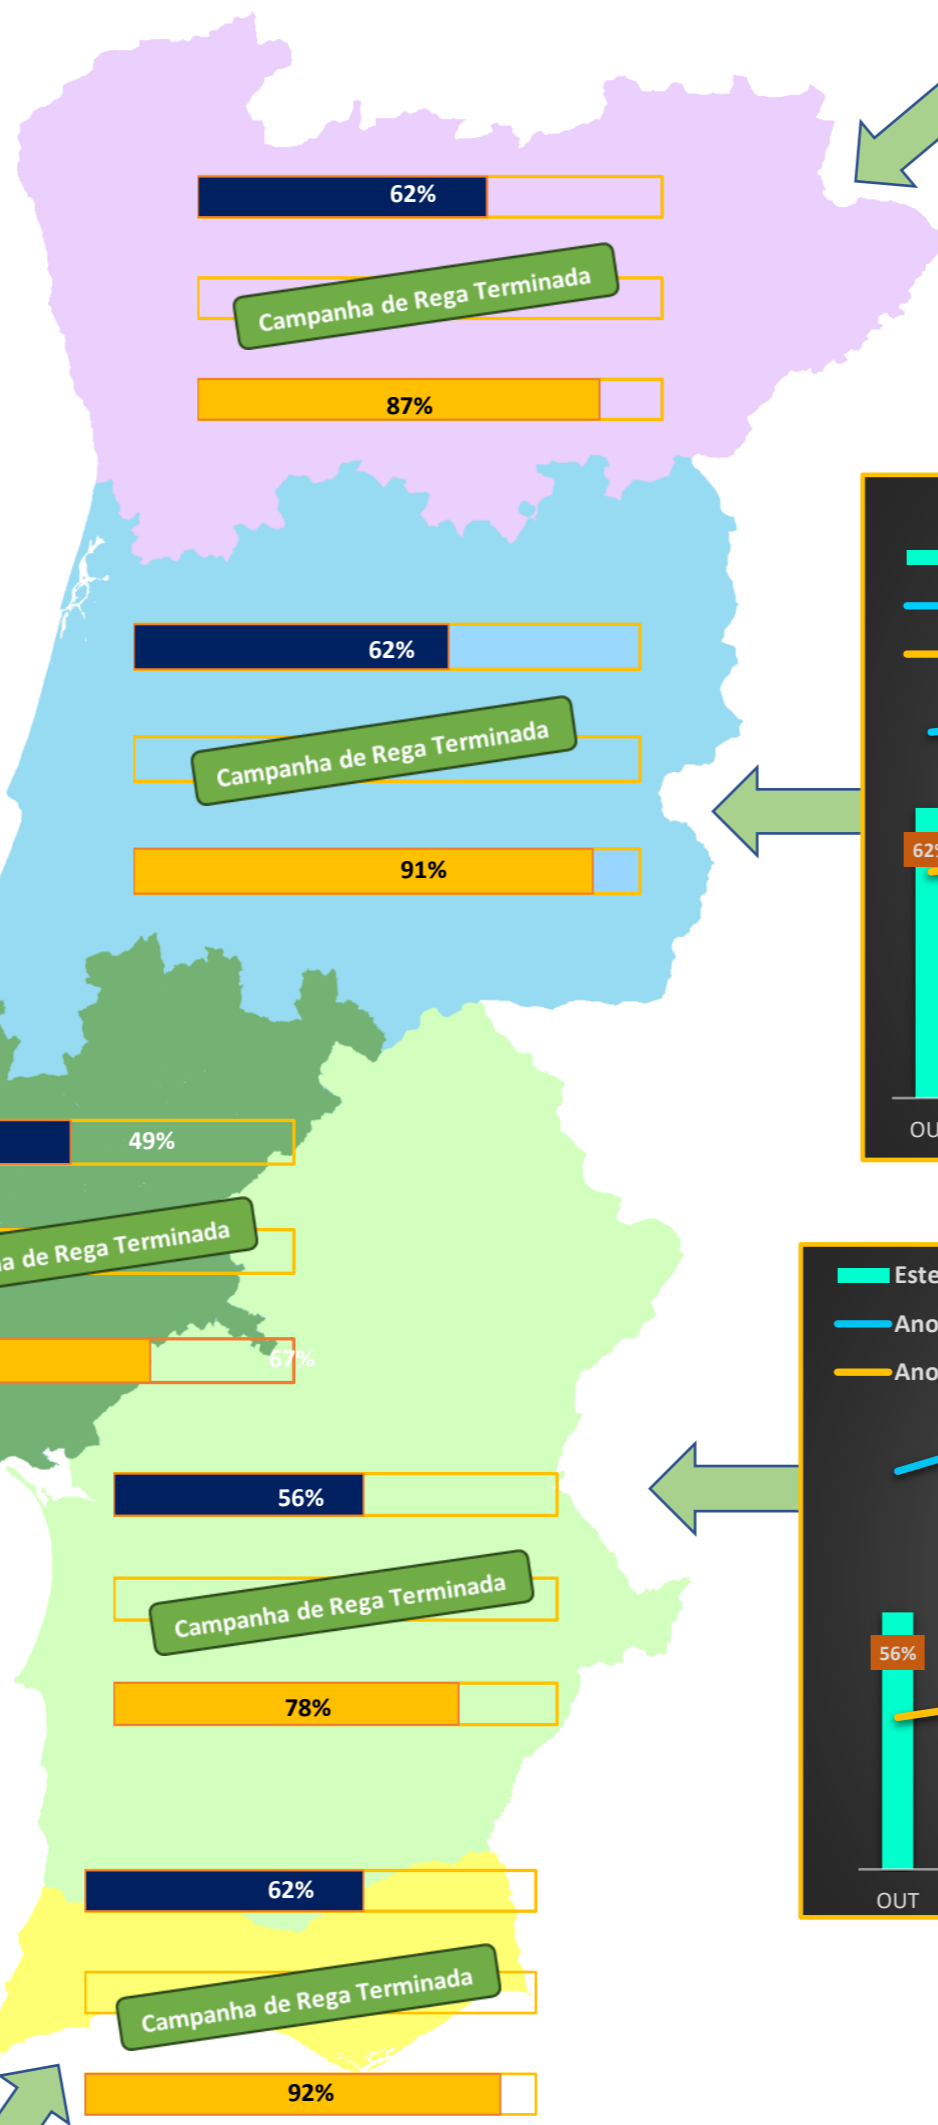 62%
Campanha de Rega Terminada
87%
62%
Campanha de Rega Terminada
91%
62%
OU
49%
de Rega Terminada
67%
Este
Ano
Ano
56%
Campanha de Rega Terminada
78%
56%
OUT
62%
Campanha de Rega Terminada
92%